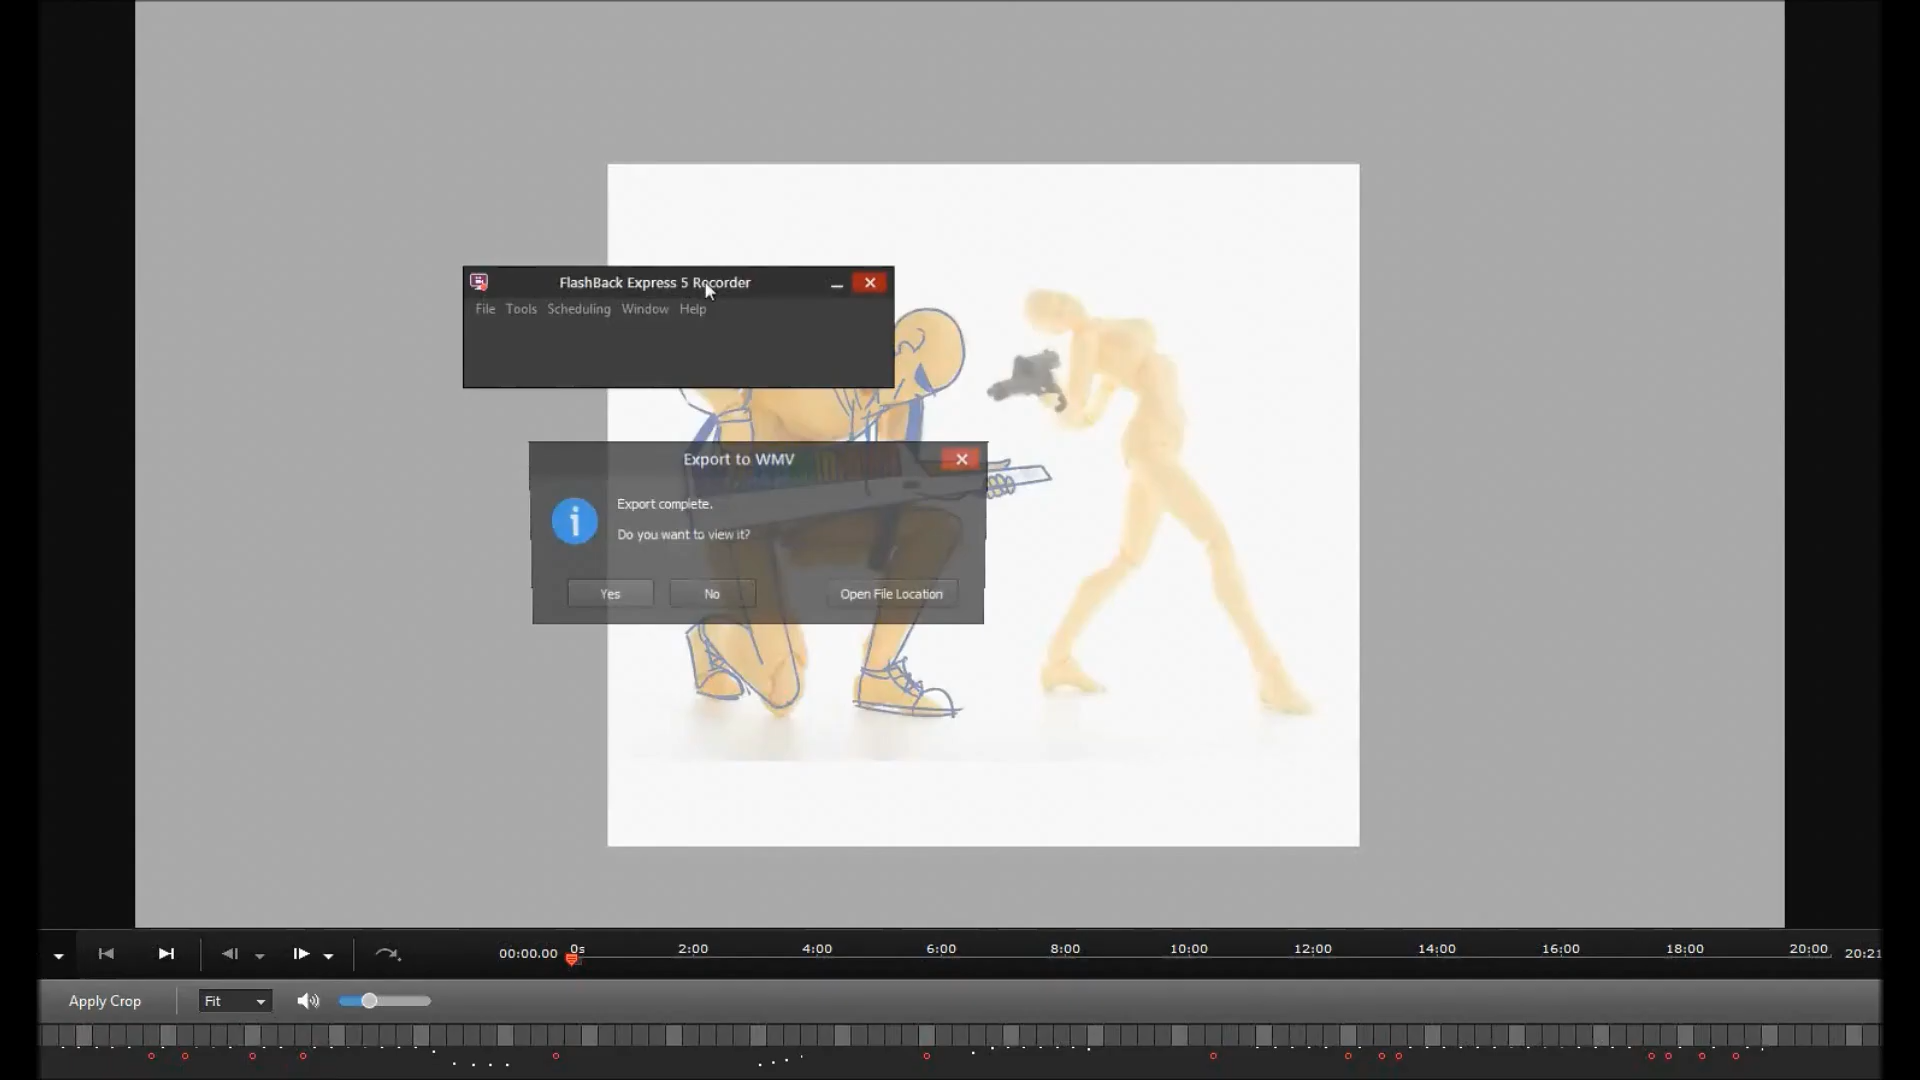 FlashBack Express 5 Recorder
File Tools Scheduling Window Help
Export to WMV
Export complete.
Do you want to view it?
Yes No Open File Location
00:00.00 0s 2:00 4:00 6:00 8:00 10:00 12:00 14:00 16:00 18:00 20:00 20:21
Apply Crop Fit